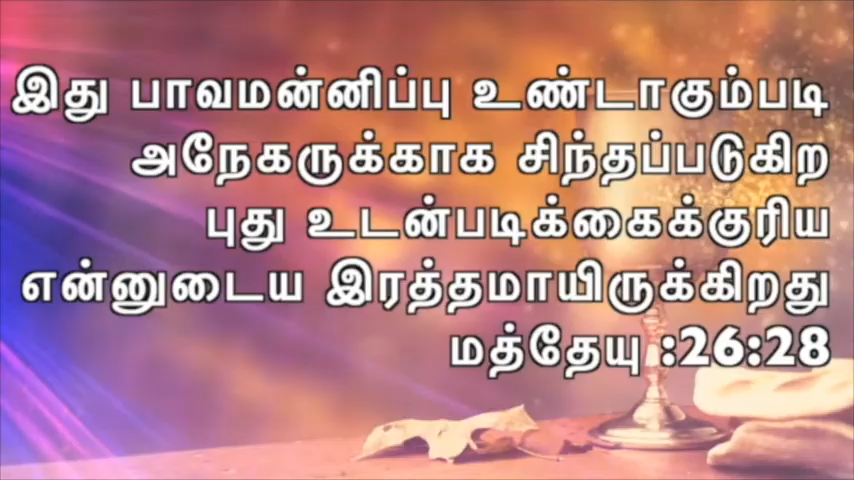 இது பாவமன்னிப்பு உண்டாகும்படி
அநேகருக்காக சிந்தப்படுகிற
புது உடன்படிக்கைக்குரிய
என்னுடைய இரத்தமாயிருக்கிறது
மத்தேயு :26:28